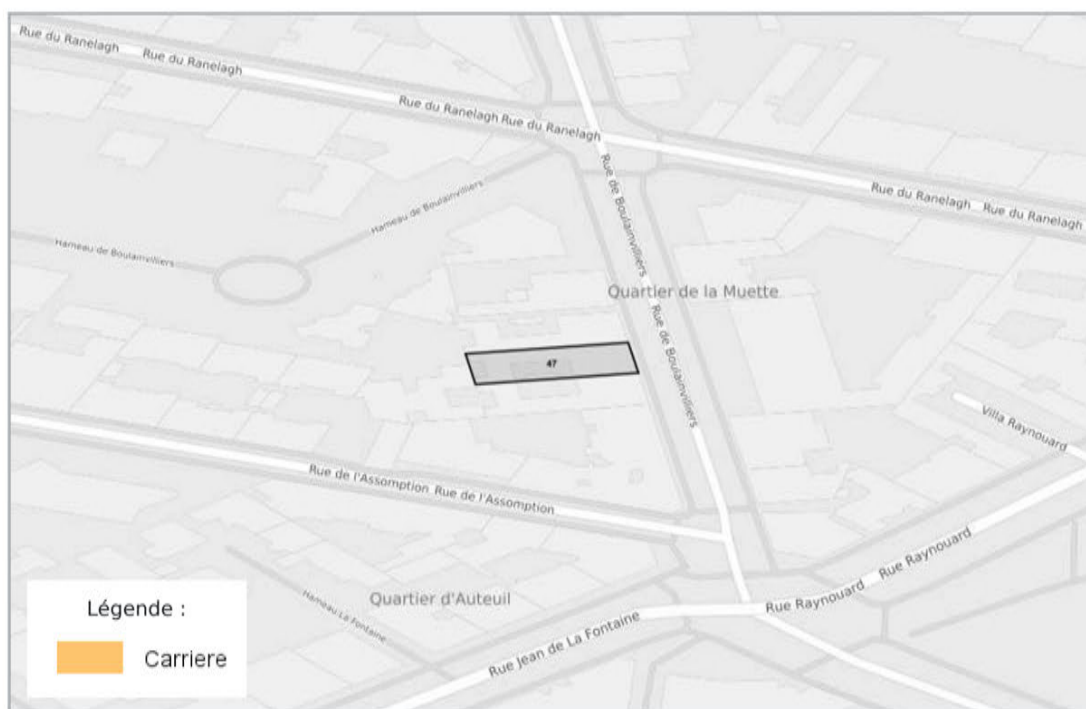 Rue du Ranelagh
Rue du Ranelagh
Rue du Ranelagh
Rue du Ranelagh
Rue du Ranelagh
Rue du Ranelagh
Rue de Boulainvilliers
Hameau de Boulainvilliers
Hameau de Boulainvilliers
Quartier de la Muette
Rue de Boulainvilliers
47
Villa Raynouard
Rue de l'Assomption
Rue de l'Assomption
Rue Raynouard
Rue Raynouard
Quartier d'Auteuil
Hameau La Fontaine
Rue Jean de La Fontaine
Légende :
Carriere